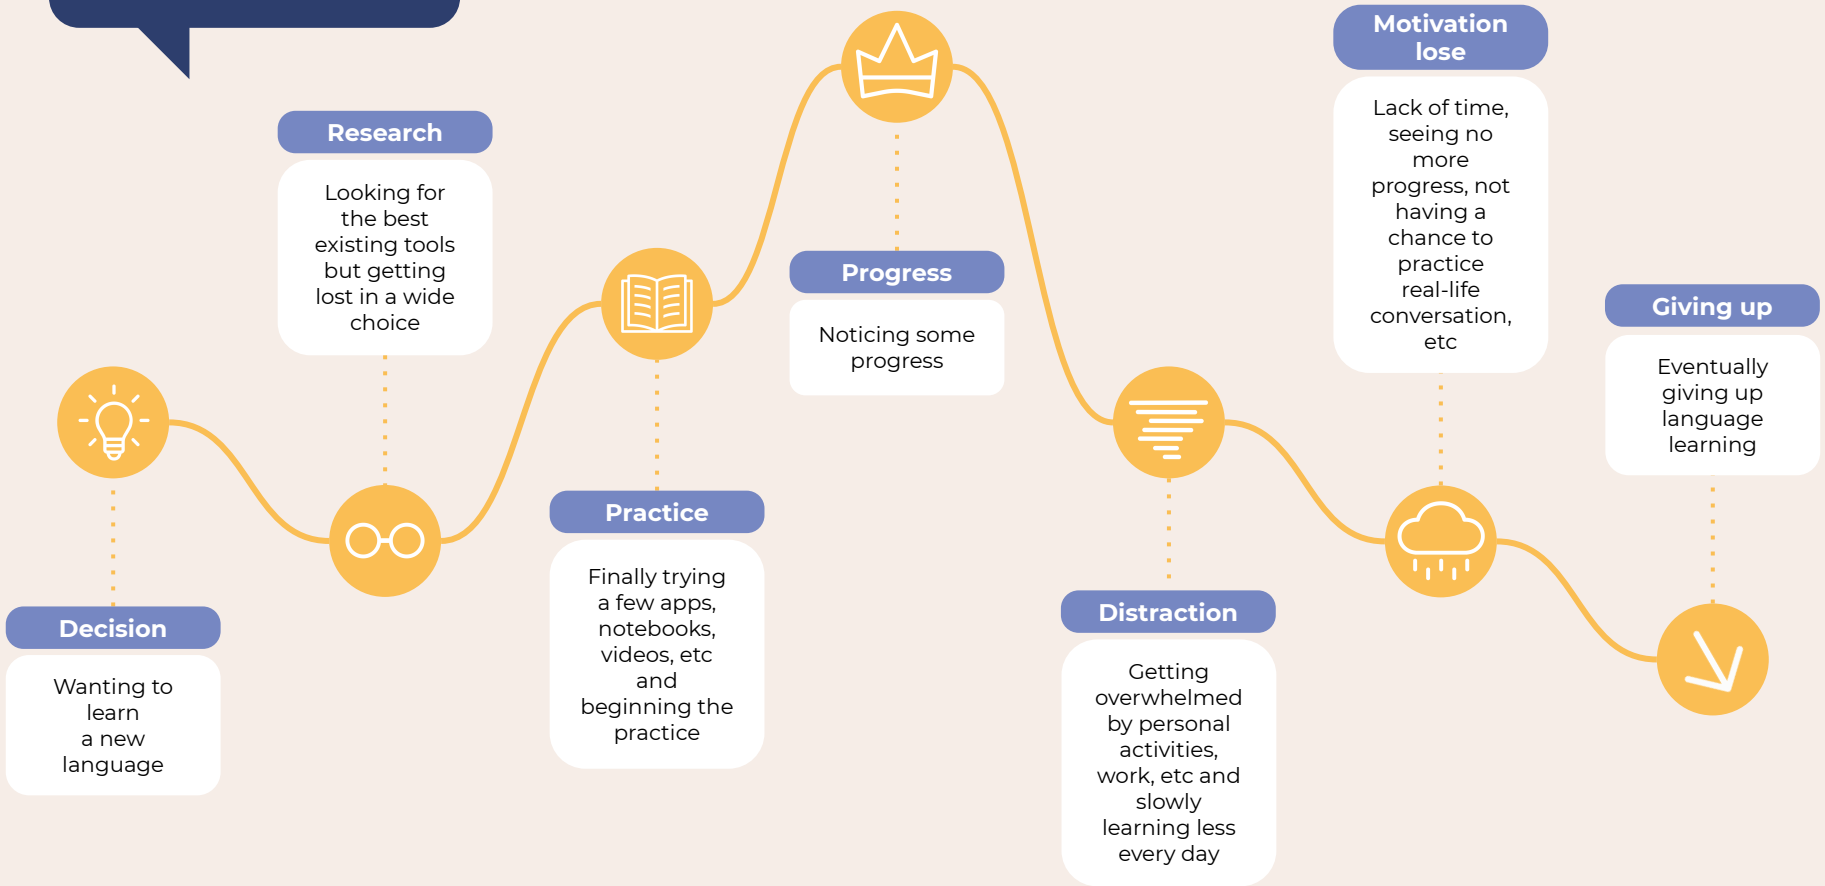 Decision
Wanting to
learn
a new
language
Research
Looking for
the best
existing tools
but getting
lost in a wide
choice
Practice
Finally trying
a few apps,
notebooks,
videos, etc
and
beginning the
practice
Progress
Noticing some
progress
Distraction
Getting
overwhelmed
by personal
activities,
work, etc and
slowly
learning less
every day
Motivation
lose
Lack of time,
seeing no
more
progress, not
having a
chance to
practice
real-life
conversation,
etc
Giving up
Eventually
giving up
language
learning